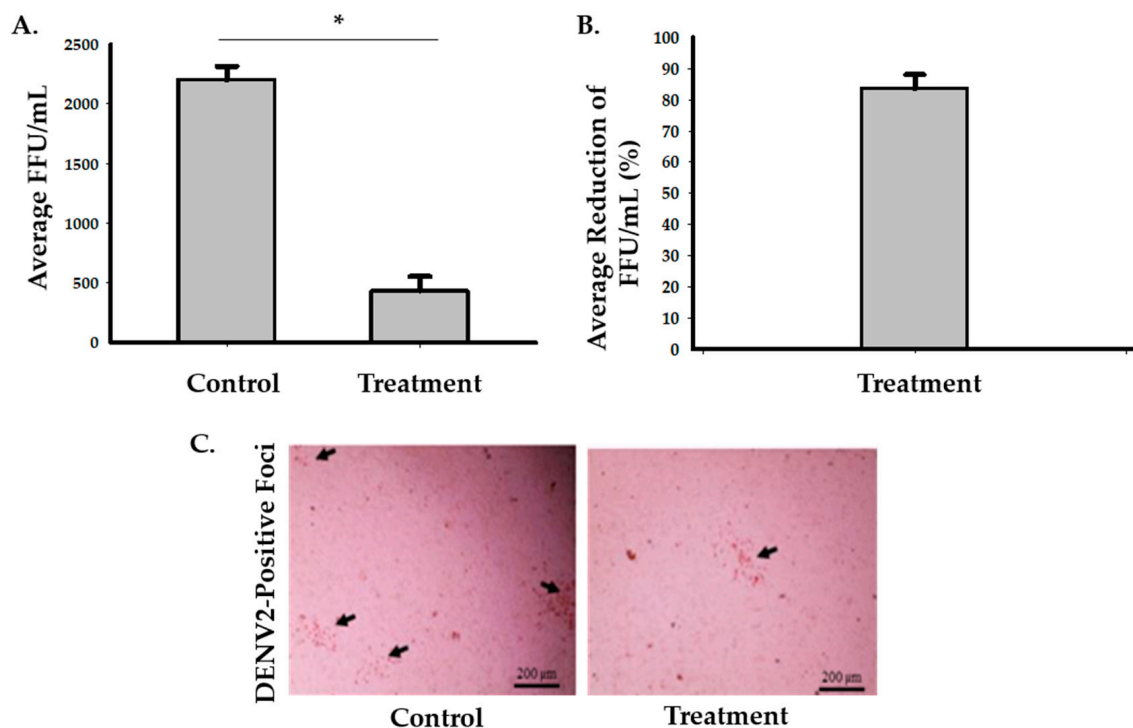 A.
*
Average FFU/mL
2500
2000
1500
1000
500
0
Control
Treatment
B.
Average Reduction of
FFU/mL (%)
100
90
80
70
60
50
40
30
20
10
0
Treatment
C.
DENV2-Positive Foci
200 µm
200 µm
Control
Treatment